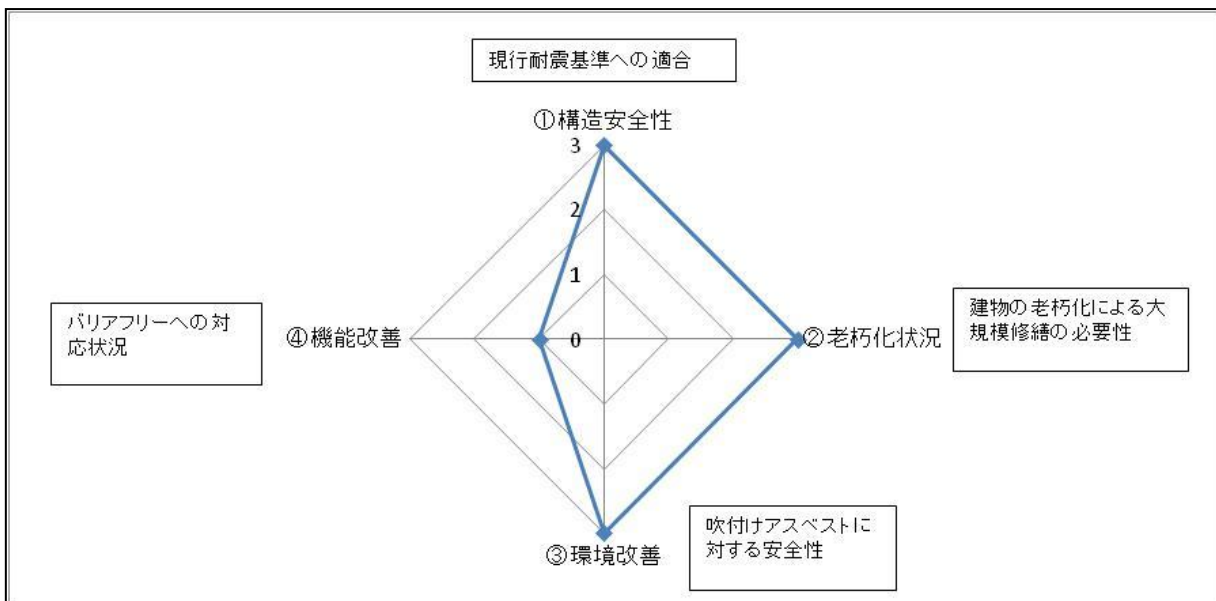 現行耐震基準への適合
①構造安全性
3
2
1
0
バリアフリーへの対
応状況
④機能改善
②老朽化状況
建物の老朽化による大
規模修繕の必要性
吹付けアスベストに
対する安全性
③環境改善